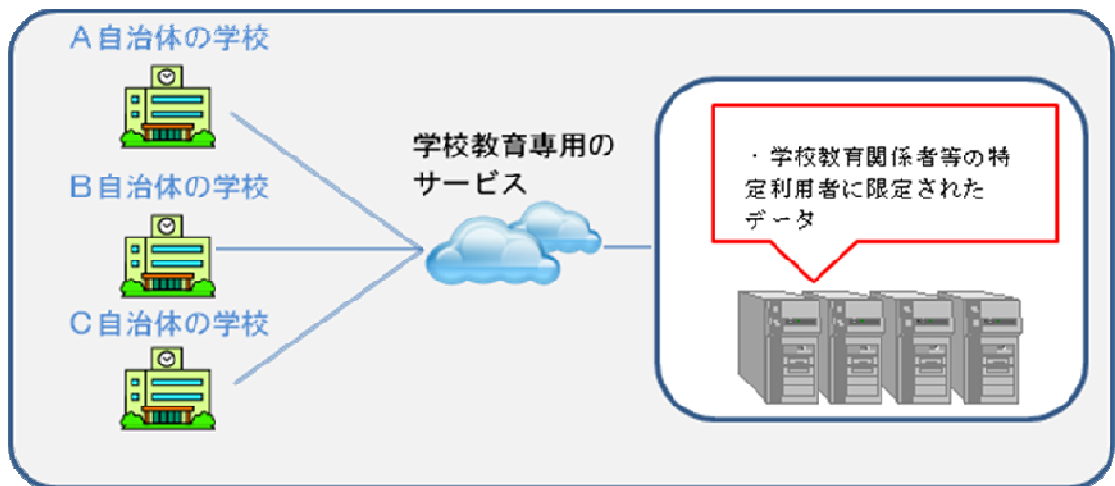 A自治体の学校
B自治体の学校
C自治体の学校
学校教育専用の
サービス
・学校教育関係者等の特
定利用者に限定された
データ